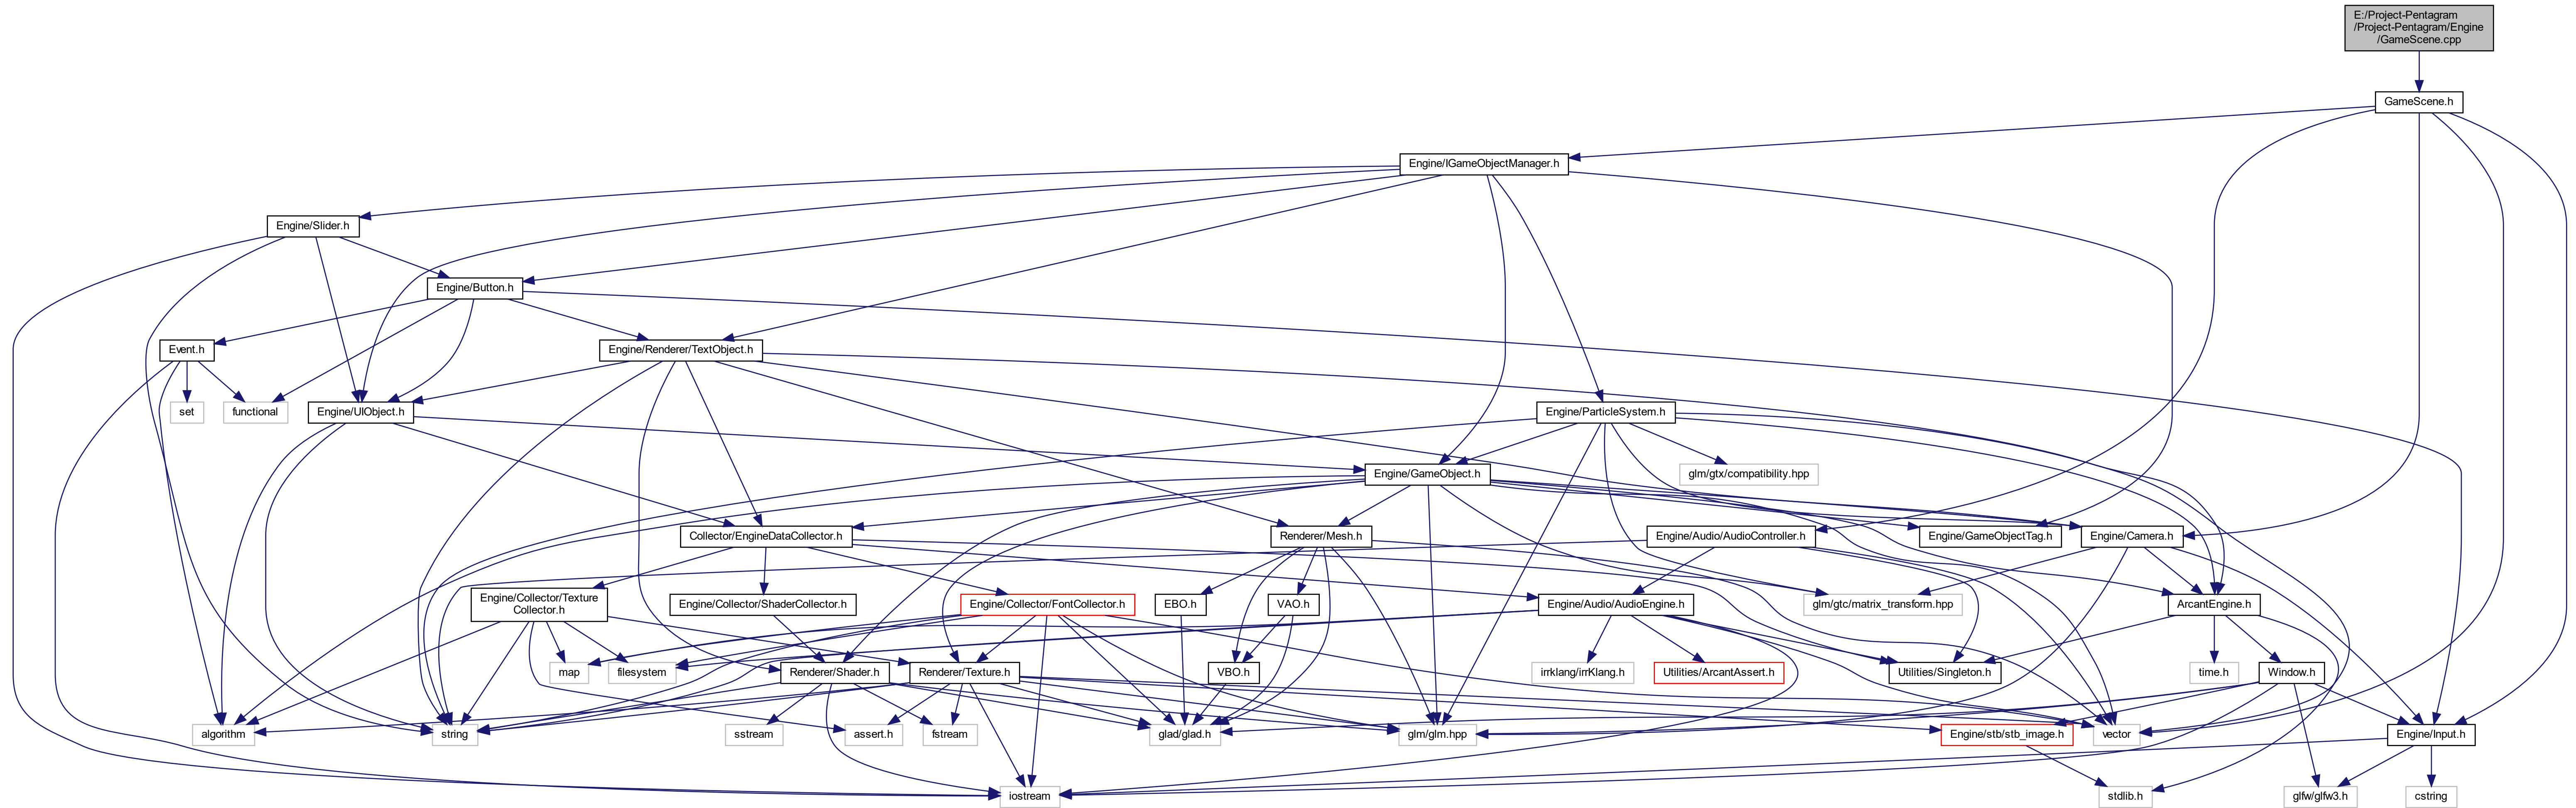 E:/Project-Pentagram
/Project-Pentagram/Engine
/GameScene.cpp
GameScene.h
Engine/IGameObjectManager.h
Engine/Slider.h
Engine/Button.h
Event.h
Engine/Renderer/TextObject.h
set
functional
Engine/UIObject.h
Engine/ParticleSystem.h
Engine/GameObject.h
glm/gtx/compatibility.hpp
Collector/EngineDataCollector.h
Renderer/Mesh.h
Engine/Audio/AudioController.h
Engine/GameObjectTag.h
Engine/Camera.h
Engine/Collector/Texture
Collector.h
Engine/Collector/ShaderCollector.h
Engine/Collector/FontCollector.h
EBO.h
VAO.h
Engine/Audio/AudioEngine.h
glm/gtc/matrix_transform.hpp
ArcantEngine.h
map
filesystem
Renderer/Shader.h
Renderer/Texture.h
VBO.h
irrklang/irrKlang.h
Utilities/ArcantAssert.h
Utilities/Singleton.h
time.h
Window.h
algorithm
string
sstream
assert.h
fstream
glad/glad.h
glm/glm.hpp
Engine/stb/stb_image.h
vector
Engine/Input.h
iostream
stdlib.h
glfw/glfw3.h
cstring